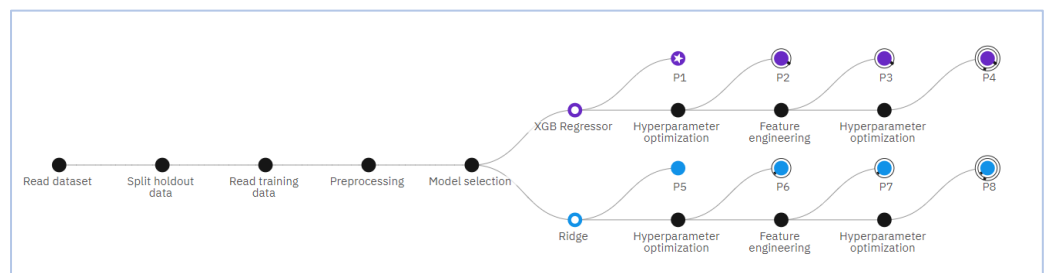 P1
P2
P3
P4
XGB Regressor
Hyperparameter
optimization
Feature
engineering
Hyperparameter
optimization
Read dataset
Split holdout
data
Read training
data
Preprocessing
Model selection
P5
P6
P7
P8
Ridge
Hyperparameter
optimization
Feature
engineering
Hyperparameter
optimization